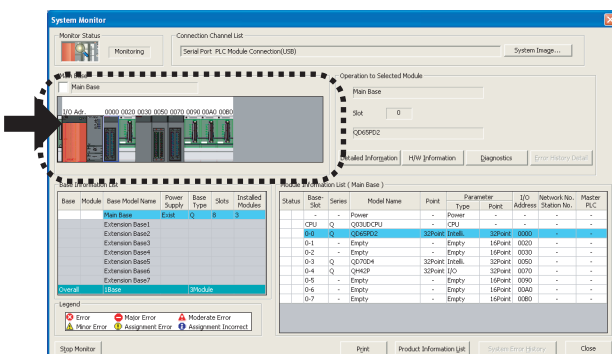 System Monitor
Monitor Status
Monitoring
Connection Channel List
Serial Port PLC Module Connection(USB)
System Image...
Main Base
Main Base
I/O Adr. 0000 0020 0030 0050 0070 0090 00A0 00B0
Operation to Selected Module
Main Base
Slot 0
QD65PD2
Detailed Information H/W Information Diagnostics Error History Detail
Base Information List
Base Module Base Model Name Power Supply Base Type Slots Installed Modules
Main Base Exist Q 8 3
Extension Base1
Extension Base2
Extension Base3
Extension Base4
Extension Base5
Extension Base6
Extension Base7
Overall 1Base 3Module
Module Information List ( Main Base )
Status Base-Slot Series Model Name Point Parameter Type Point I/O Address Network No. Station No. Master PLC
- - Power - Power - - - -
CPU Q Q03UDCPU - CPU - - - -
0-0 Q QD65PD2 32Point Intelli. 32Point 0000 - -
0-1 - Empty - Empty 16Point 0020 - -
0-2 - Empty - Empty 16Point 0030 - -
0-3 Q QD70D4 32Point Intelli. 32Point 0050 - -
0-4 Q QH42P 32Point I/O 32Point 0070 - -
0-5 - Empty - Empty 16Point 0090 - -
0-6 - Empty - Empty 16Point 00A0 - -
0-7 - Empty - Empty 16Point 00B0 - -
Legend
Error Major Error Moderate Error
Minor Error Assignment Error Assignment Incorrect
Stop Monitor Print Product Information List System Error History Close